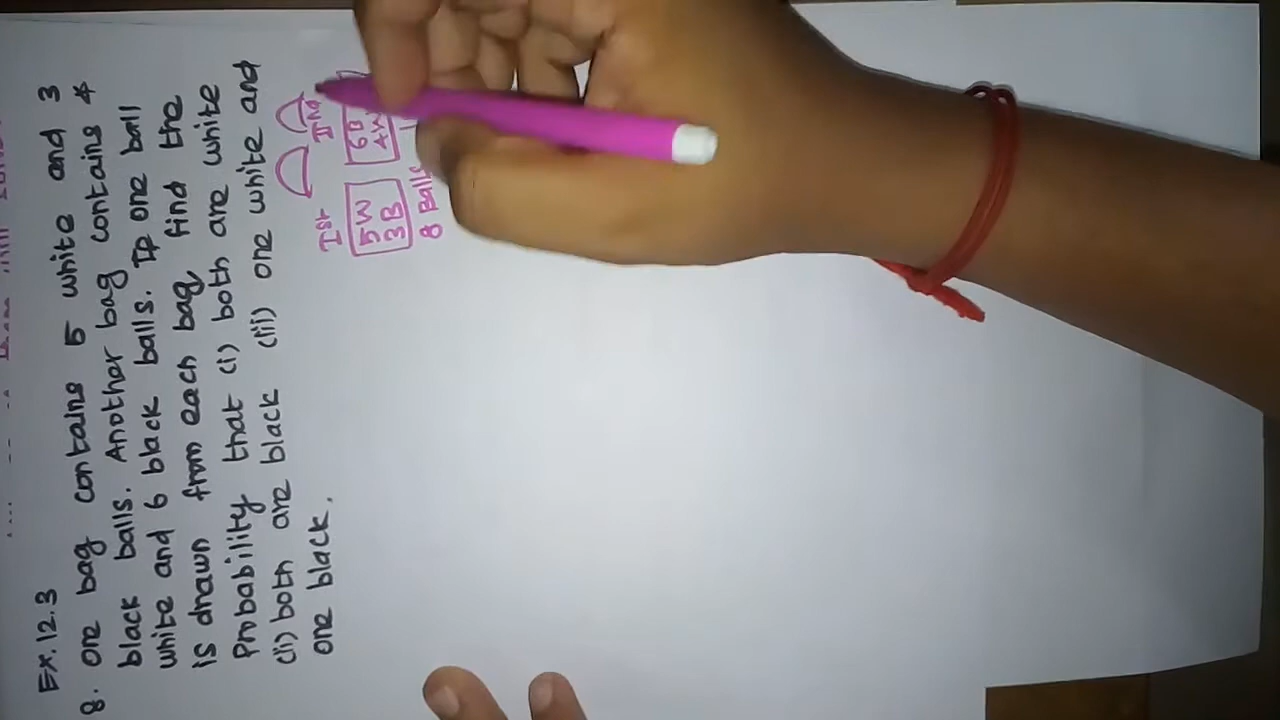 Ex. 12.3
8. One bag contains 5 white and 3
black balls. Another bag contains 4
white and 6 black balls. If one ball
is drawn from each bag, find the
Probability that (i) both are white
(ii) both are black (iii) one white and
one black.
Ist IInd
5W 6B
3B 4W
8 Balls